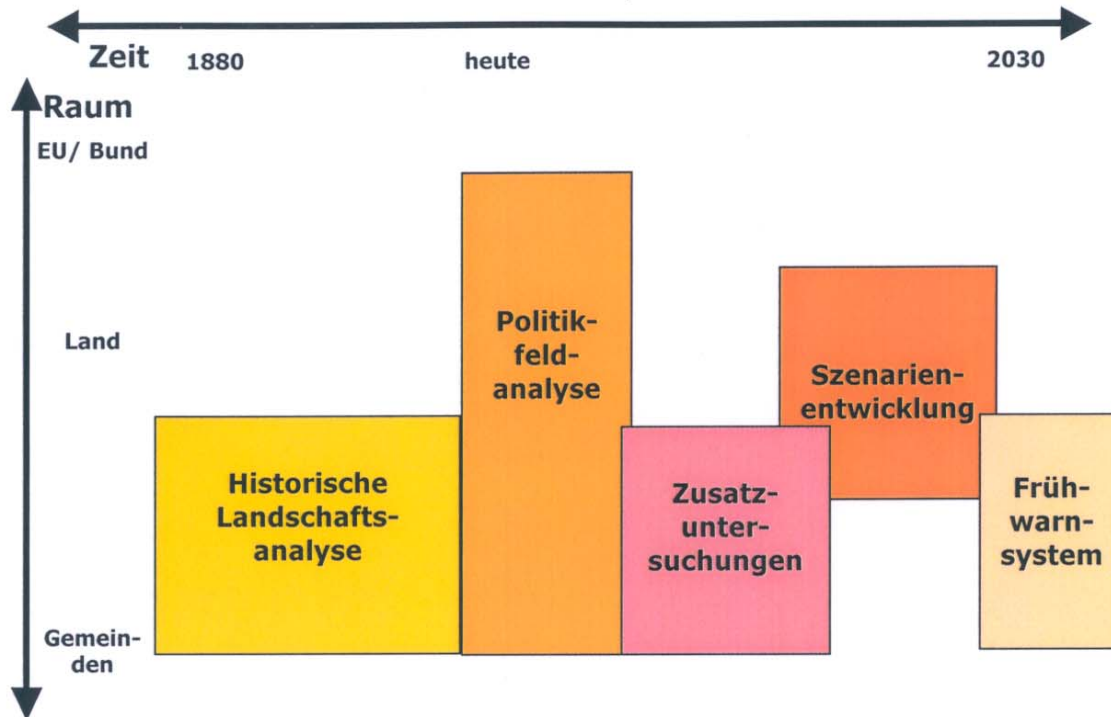 Zeit 1880 heute 2030
Raum
EU/ Bund
Land
Gemein-
den
Historische
Landschafts-
analyse
Politik-
feld-
analyse
Zusatz-
unter-
suchungen
Szenarien-
entwicklung
Früh-
warn-
system